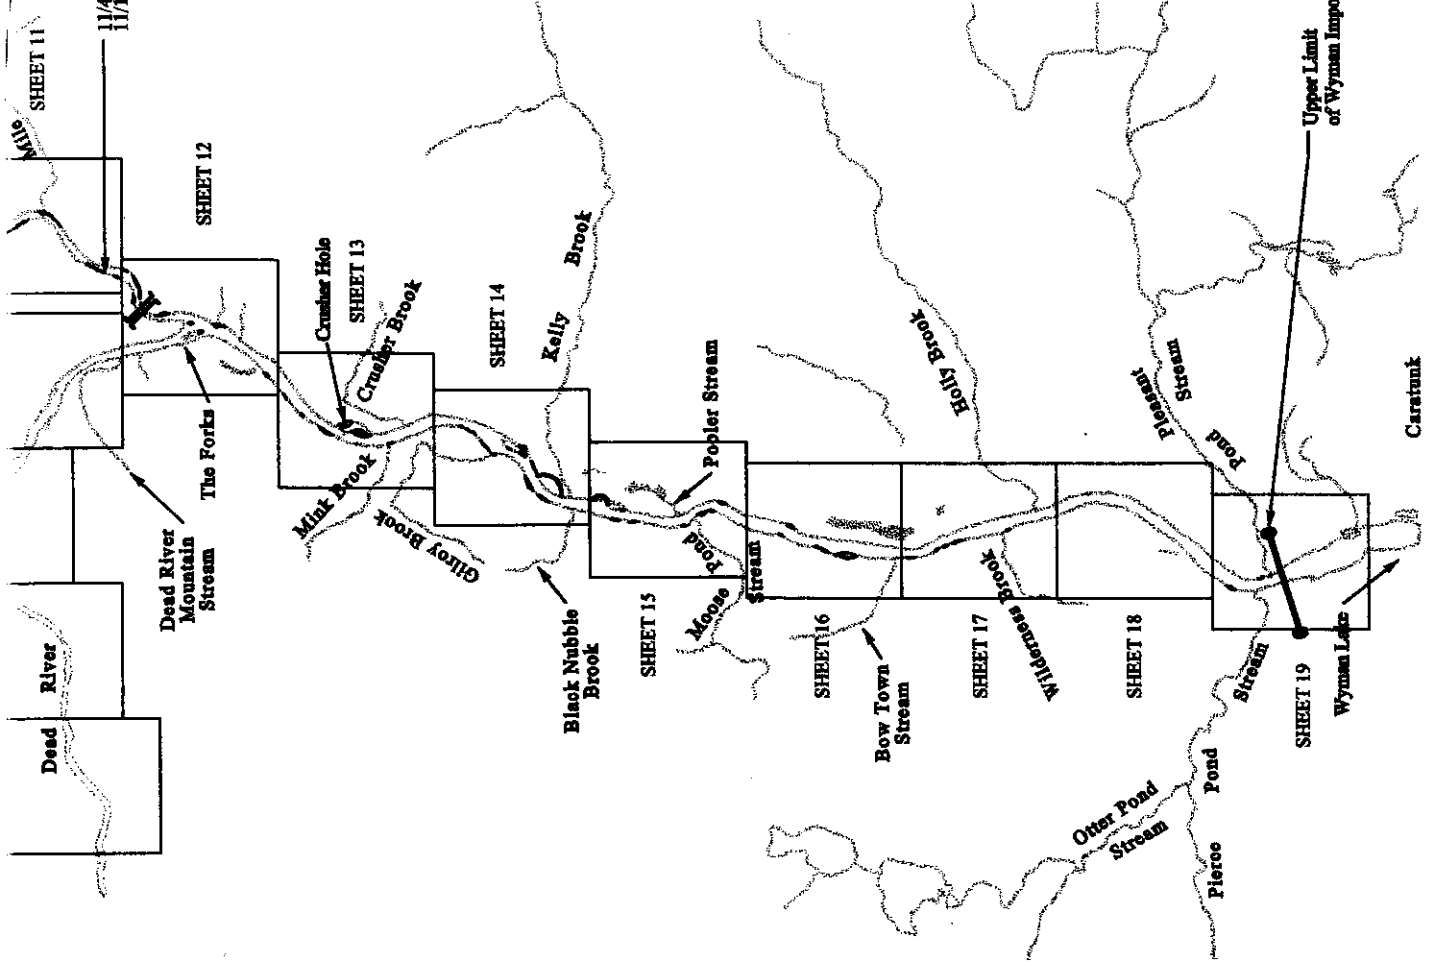 SHEET 11
11/4
Mile
SHEET 12
Crusher Hole
SHEET 13
Crusher Brook
SHEET 14
Kelly
Brook
The Forks
Dead River
Mountain
Stream
Mink Brook
Gilroy Brook
Black Nubble
Brook
Pooler Stream
SHEET 15
Moose
Pond
Stream
SHEET 16
Bow Town
Stream
Holly Brook
SHEET 17
Wilderness Brook
SHEET 18
Pleasant
Pond
Stream
Upper Limit
of Wyman Impo
Caratunk
SHEET 19
Wyman Lake
Otter Pond
Stream
Pierce
Pond
Stream
Dead
River